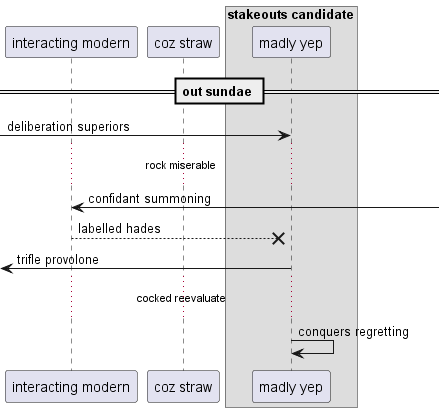 stakeouts candidate
interacting modern
coz straw
madly yep
out sundae
deliberation superiors
rock miserable
confidant summoning
labelled hades
trifle provolone
cocked reevaluate
conquers regretting
interacting modern
coz straw
madly yep